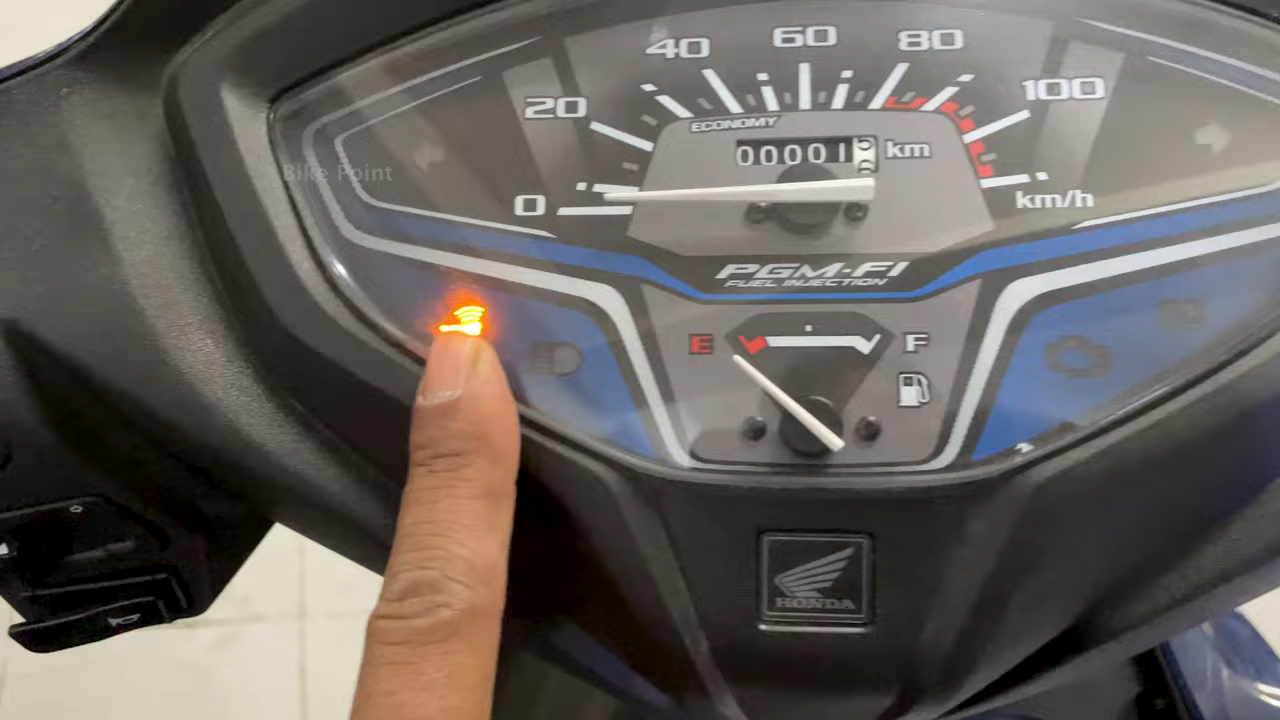 40 60 80
20 100
ECONOMY
00001 km
Bike Point
0 km/h
PGM-FI
FUEL INJECTION
E F
HONDA